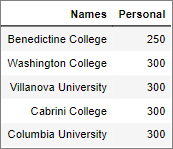 Names Personal
Benedictine College 250
Washington College 300
Villanova University 300
Cabrini College 300
Columbia University 300